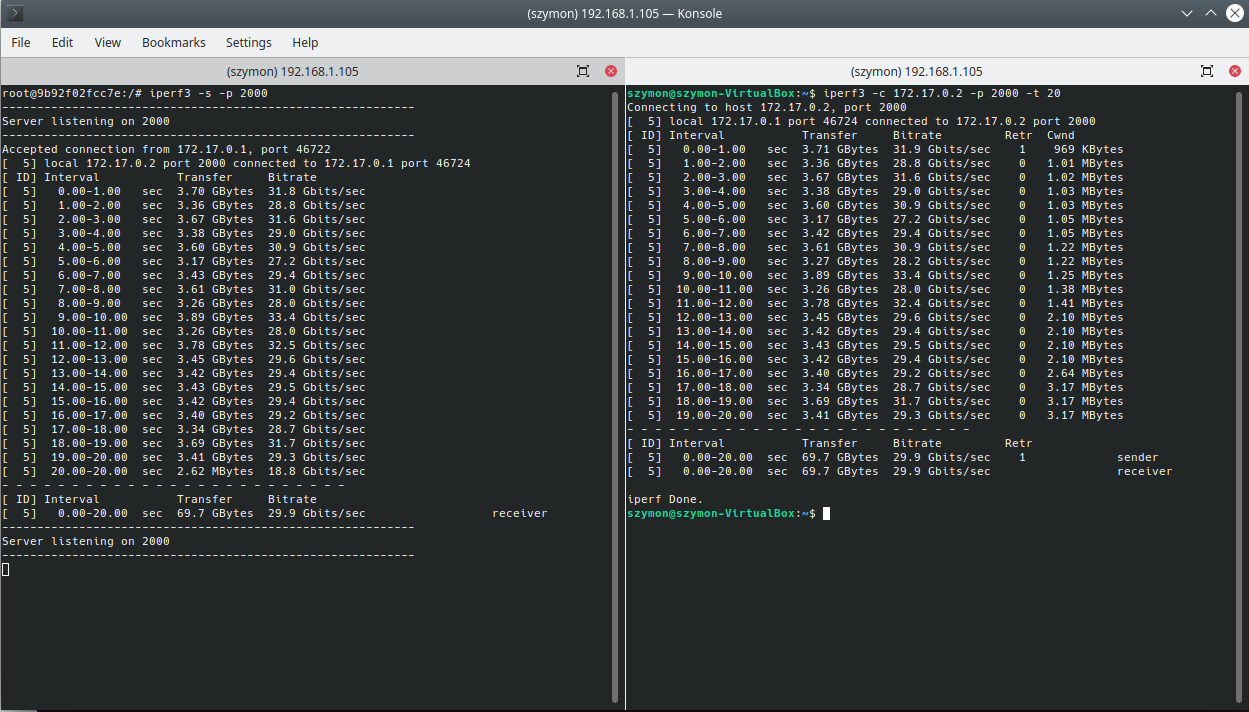 (szymon) 192.168.1.105 — Konsole
File Edit View Bookmarks Settings Help
(szymon) 192.168.1.105
root@9b92f02fcc7e:/# iperf3 -s -p 2000
-----------------------------------------------------------
Server listening on 2000
-----------------------------------------------------------
Accepted connection from 172.17.0.1, port 46722
[  5] local 172.17.0.2 port 2000 connected to 172.17.0.1 port 46724
[ ID] Interval           Transfer     Bitrate
[  5]   0.00-1.00   sec  3.70 GBytes  31.8 Gbits/sec
[  5]   1.00-2.00   sec  3.36 GBytes  28.8 Gbits/sec
[  5]   2.00-3.00   sec  3.67 GBytes  31.6 Gbits/sec
[  5]   3.00-4.00   sec  3.38 GBytes  29.0 Gbits/sec
[  5]   4.00-5.00   sec  3.60 GBytes  30.9 Gbits/sec
[  5]   5.00-6.00   sec  3.17 GBytes  27.2 Gbits/sec
[  5]   6.00-7.00   sec  3.43 GBytes  29.4 Gbits/sec
[  5]   7.00-8.00   sec  3.61 GBytes  31.0 Gbits/sec
[  5]   8.00-9.00   sec  3.26 GBytes  28.0 Gbits/sec
[  5]   9.00-10.00  sec  3.89 GBytes  33.4 Gbits/sec
[  5]  10.00-11.00  sec  3.26 GBytes  28.0 Gbits/sec
[  5]  11.00-12.00  sec  3.78 GBytes  32.5 Gbits/sec
[  5]  12.00-13.00  sec  3.45 GBytes  29.6 Gbits/sec
[  5]  13.00-14.00  sec  3.42 GBytes  29.4 Gbits/sec
[  5]  14.00-15.00  sec  3.43 GBytes  29.5 Gbits/sec
[  5]  15.00-16.00  sec  3.42 GBytes  29.4 Gbits/sec
[  5]  16.00-17.00  sec  3.40 GBytes  29.2 Gbits/sec
[  5]  17.00-18.00  sec  3.34 GBytes  28.7 Gbits/sec
[  5]  18.00-19.00  sec  3.69 GBytes  31.7 Gbits/sec
[  5]  19.00-20.00  sec  3.41 GBytes  29.3 Gbits/sec
[  5]  20.00-20.00  sec  2.62 MBytes  18.8 Gbits/sec
- - - - - - - - - - - - - - - - - - - - - - - - -
[ ID] Interval           Transfer     Bitrate
[  5]   0.00-20.00  sec  69.7 GBytes  29.9 Gbits/sec                  receiver
-----------------------------------------------------------
Server listening on 2000
-----------------------------------------------------------
(szymon) 192.168.1.105
szymon@szymon-VirtualBox:~$ iperf3 -c 172.17.0.2 -p 2000 -t 20
Connecting to host 172.17.0.2, port 2000
[  5] local 172.17.0.1 port 46724 connected to 172.17.0.2 port 2000
[ ID] Interval           Transfer     Bitrate         Retr  Cwnd
[  5]   0.00-1.00   sec  3.71 GBytes  31.9 Gbits/sec    1    969 KBytes
[  5]   1.00-2.00   sec  3.36 GBytes  28.8 Gbits/sec    0   1.01 MBytes
[  5]   2.00-3.00   sec  3.67 GBytes  31.6 Gbits/sec    0   1.02 MBytes
[  5]   3.00-4.00   sec  3.38 GBytes  29.0 Gbits/sec    0   1.03 MBytes
[  5]   4.00-5.00   sec  3.60 GBytes  30.9 Gbits/sec    0   1.03 MBytes
[  5]   5.00-6.00   sec  3.17 GBytes  27.2 Gbits/sec    0   1.05 MBytes
[  5]   6.00-7.00   sec  3.42 GBytes  29.4 Gbits/sec    0   1.05 MBytes
[  5]   7.00-8.00   sec  3.61 GBytes  30.9 Gbits/sec    0   1.22 MBytes
[  5]   8.00-9.00   sec  3.27 GBytes  28.2 Gbits/sec    0   1.22 MBytes
[  5]   9.00-10.00  sec  3.89 GBytes  33.4 Gbits/sec    0   1.25 MBytes
[  5]  10.00-11.00  sec  3.26 GBytes  28.0 Gbits/sec    0   1.38 MBytes
[  5]  11.00-12.00  sec  3.78 GBytes  32.4 Gbits/sec    0   1.41 MBytes
[  5]  12.00-13.00  sec  3.45 GBytes  29.6 Gbits/sec    0   2.10 MBytes
[  5]  13.00-14.00  sec  3.42 GBytes  29.4 Gbits/sec    0   2.10 MBytes
[  5]  14.00-15.00  sec  3.43 GBytes  29.5 Gbits/sec    0   2.10 MBytes
[  5]  15.00-16.00  sec  3.42 GBytes  29.4 Gbits/sec    0   2.10 MBytes
[  5]  16.00-17.00  sec  3.40 GBytes  29.2 Gbits/sec    0   2.64 MBytes
[  5]  17.00-18.00  sec  3.34 GBytes  28.7 Gbits/sec    0   3.17 MBytes
[  5]  18.00-19.00  sec  3.69 GBytes  31.7 Gbits/sec    0   3.17 MBytes
[  5]  19.00-20.00  sec  3.41 GBytes  29.3 Gbits/sec    0   3.17 MBytes
- - - - - - - - - - - - - - - - - - - - - - - - -
[ ID] Interval           Transfer     Bitrate         Retr
[  5]   0.00-20.00  sec  69.7 GBytes  29.9 Gbits/sec    1             sender
[  5]   0.00-20.00  sec  69.7 GBytes  29.9 Gbits/sec                  receiver
iperf Done.
szymon@szymon-VirtualBox:~$